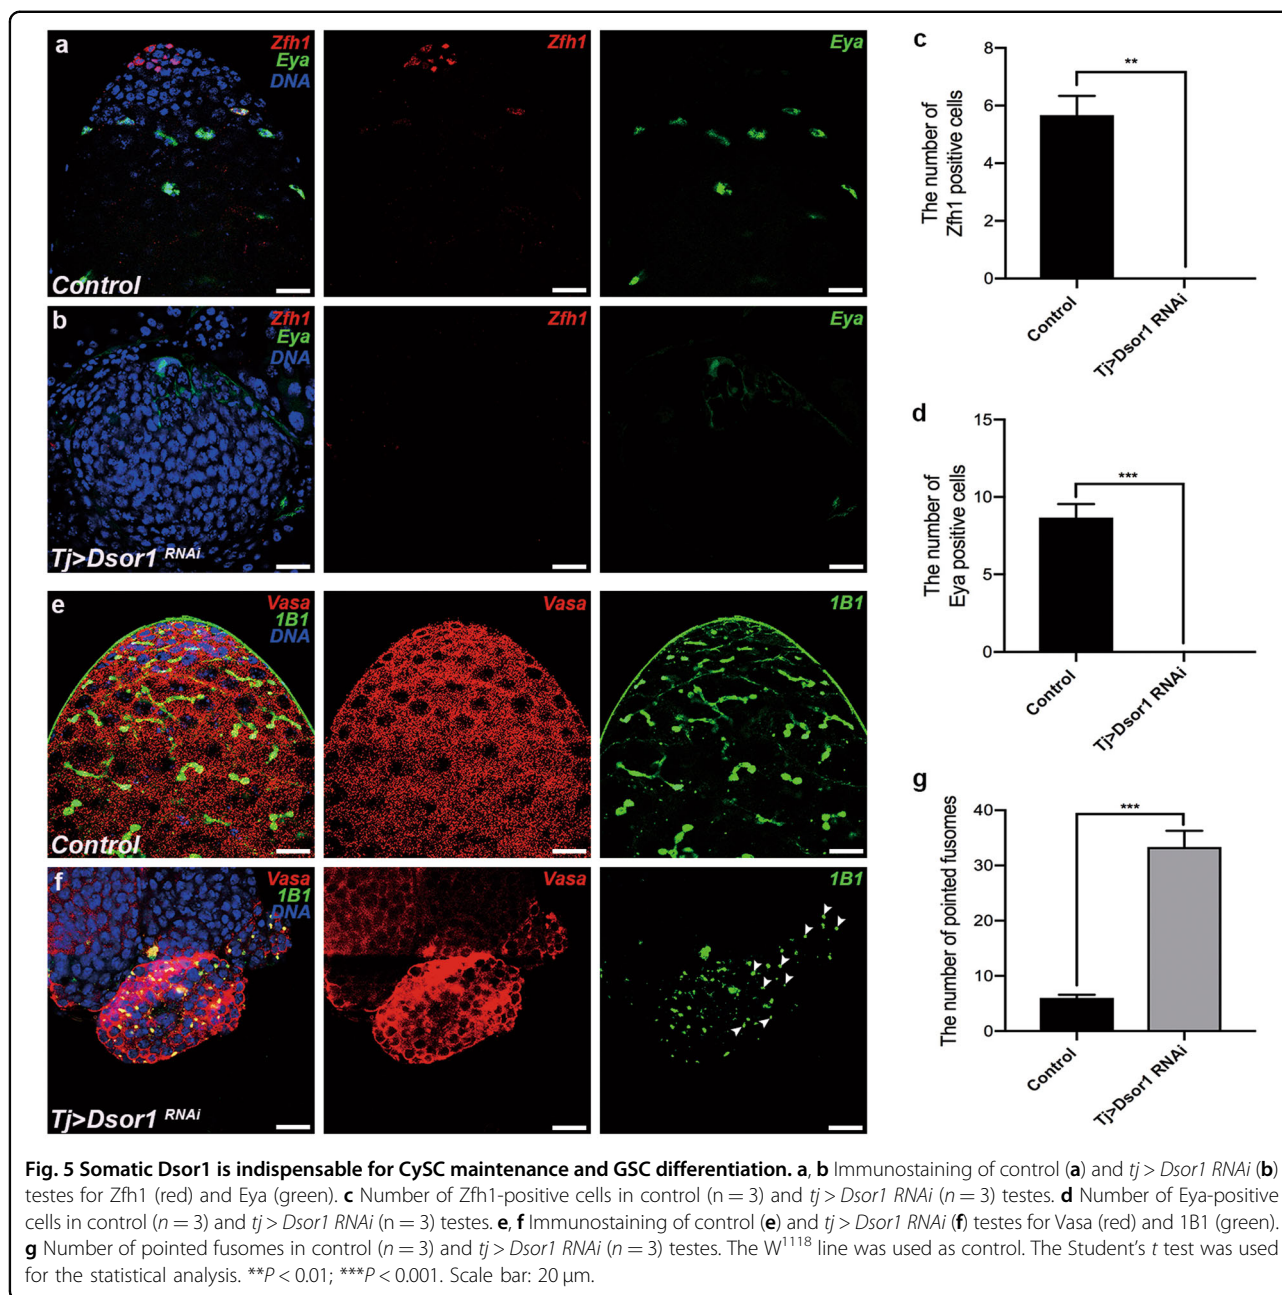 a
Zfh1
Eya
DNA
Control
Zfh1
Eya
b
Zfh1
Eya
DNA
Tj>Dsor1 RNAi
Zfh1
Eya
e
Vasa
1B1
DNA
Control
Vasa
1B1
f
Vasa
1B1
DNA
Tj>Dsor1 RNAi
Vasa
1B1
c
The number of
Zfh1 positive cells
8
6
4
2
0
**
Control
Tj>Dsor1 RNAi
d
The number of
Eya positive cells
15
10
5
0
***
Control
Tj>Dsor1 RNAi
g
The number of pointed fusomes
40
30
20
10
0
***
Control
Tj>Dsor1 RNAi
Fig. 5 Somatic Dsor1 is indispensable for CySC maintenance and GSC differentiation. a, b Immunostaining of control (a) and tj > Dsor1 RNAi (b)
testes for Zfh1 (red) and Eya (green). c Number of Zfh1-positive cells in control (n = 3) and tj > Dsor1 RNAi (n = 3) testes. d Number of Eya-positive
cells in control (n = 3) and tj > Dsor1 RNAi (n = 3) testes. e, f Immunostaining of control (e) and tj > Dsor1 RNAi (f) testes for Vasa (red) and 1B1 (green).
g Number of pointed fusomes in control (n = 3) and tj > Dsor1 RNAi (n = 3) testes. The W1118 line was used as control. The Student's t test was used
for the statistical analysis. **P < 0.01; ***P < 0.001. Scale bar: 20 μm.